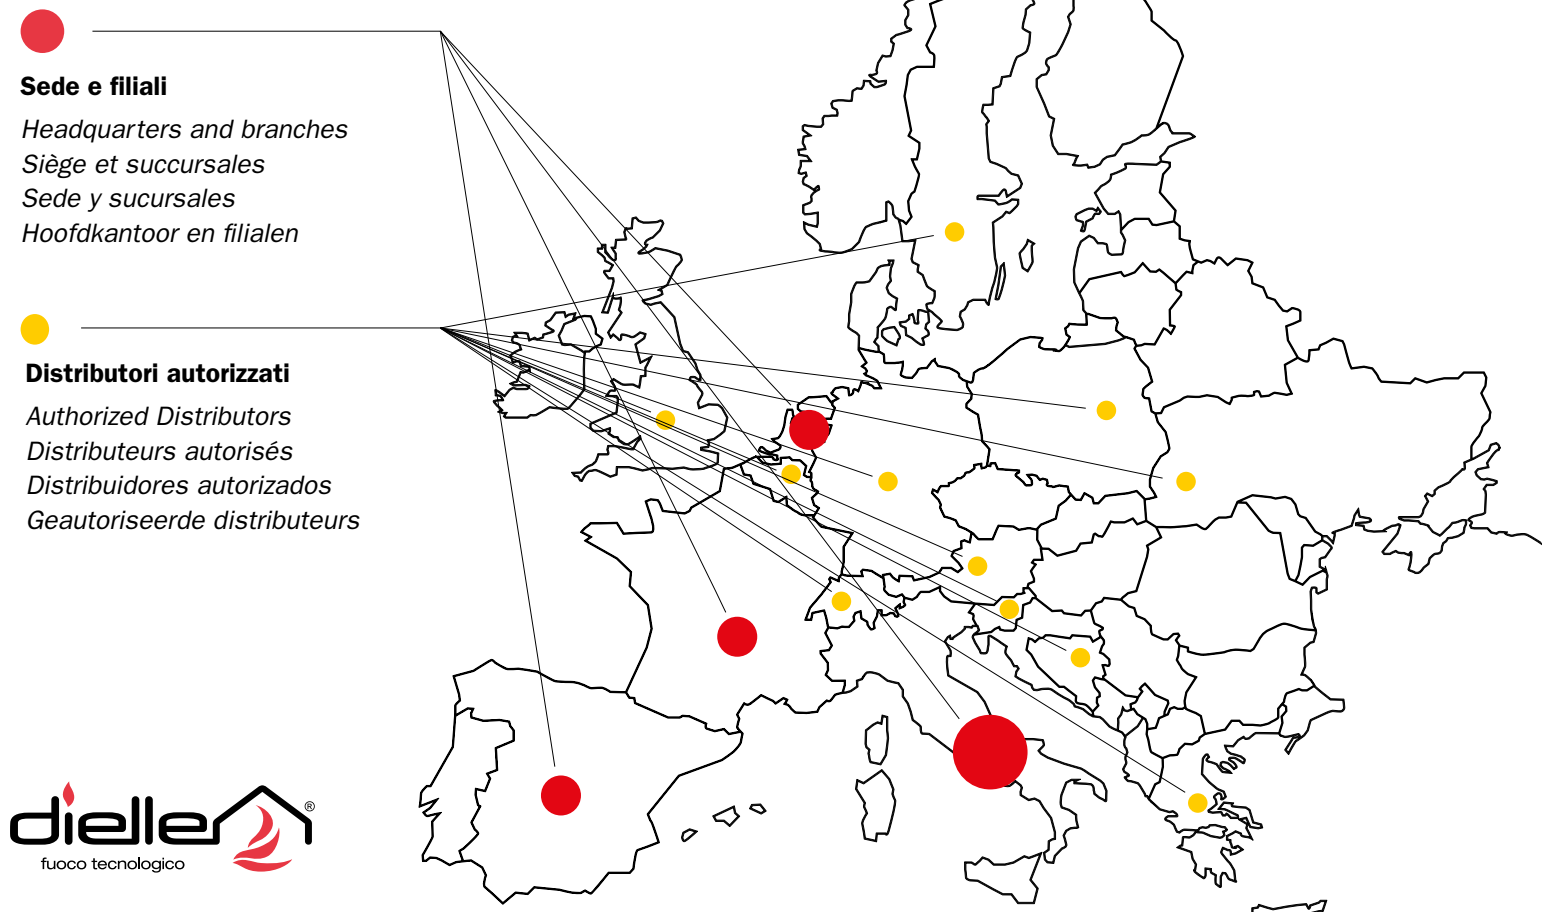 Sede e filiali
Headquarters and branches
Siège et succursales
Sede y sucursales
Hoofdkantoor en filialen
Distributori autorizzati
Authorized Distributors
Distributeurs autorisés
Distribuidores autorizados
Geautoriseerde distributeurs
dielle ®
fuoco tecnologico